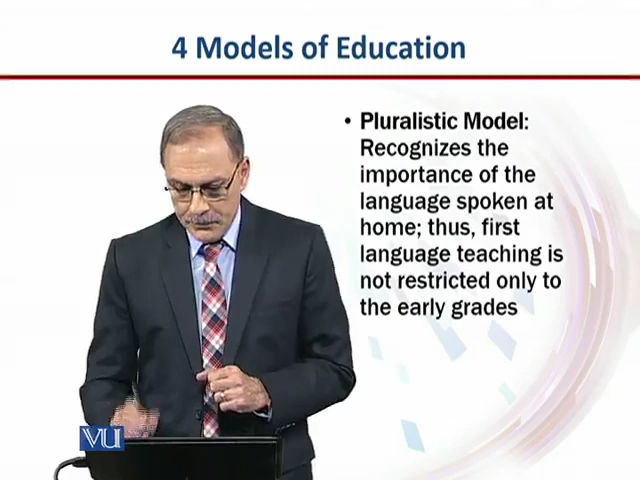 4 Models of Education
• Pluralistic Model:
Recognizes the
importance of the
language spoken at
home; thus, first
language teaching is
not restricted only to
the early grades
VU